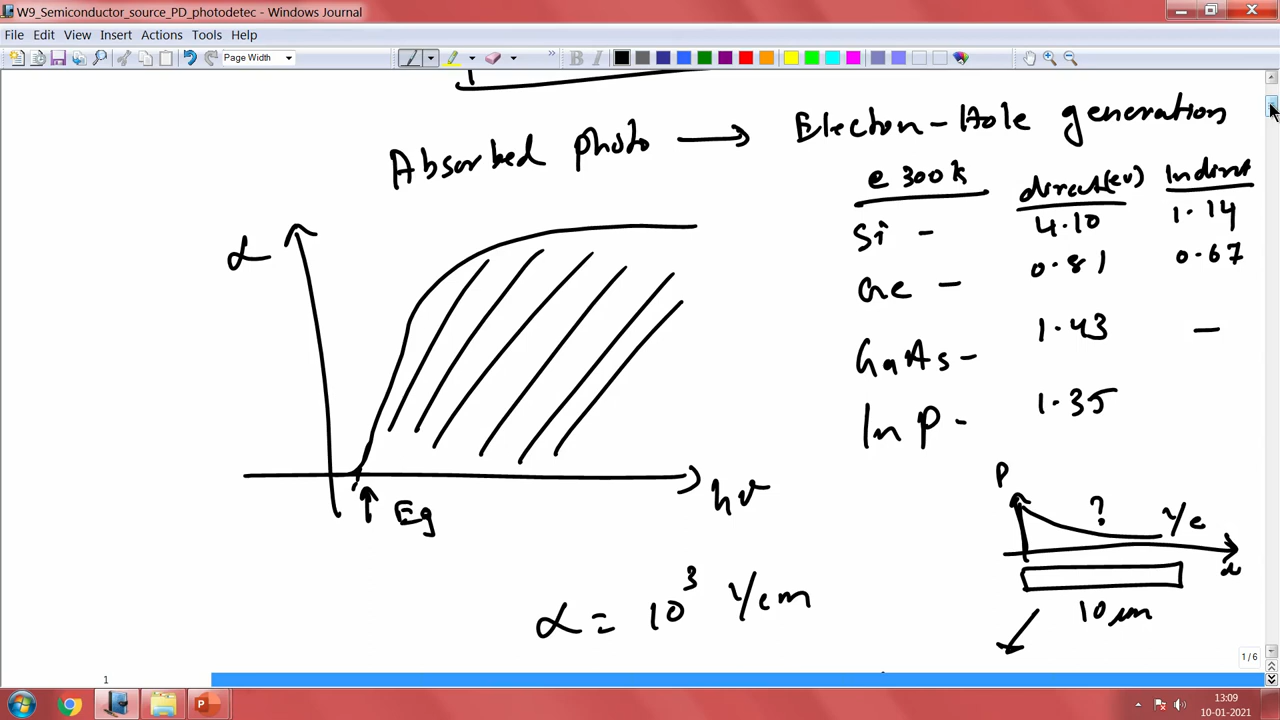 W9_Semiconductor_source_PD_photodetec - Windows Journal
File Edit View Insert Actions Tools Help
Page Width
B I
Absorbed photo → Electon-Hole generation
@ 300k direct(ev) Indirect
Si - 4.10 1.14
Ge - 0.81 0.67
GaAs - 1.43 -
InP - 1.35
α
hν
Eg
P
?
1/e
x
10 μm
α = 10³ 1/cm
1/6
1
13:09
10-01-2021